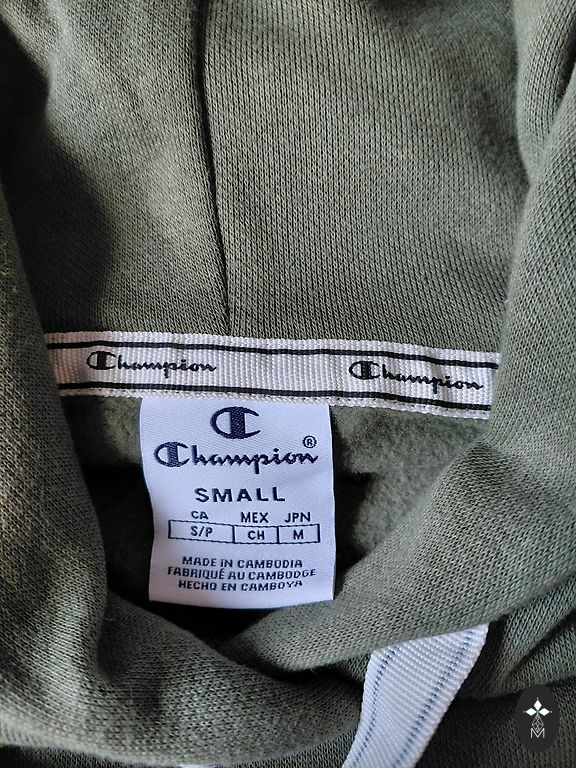 Champion Champion
Champion®
SMALL
CA MEX JPN
S/P CH M
MADE IN CAMBODIA
FABRIQUÉ AU CAMBODGE
HECHO EN CAMBOYA
M